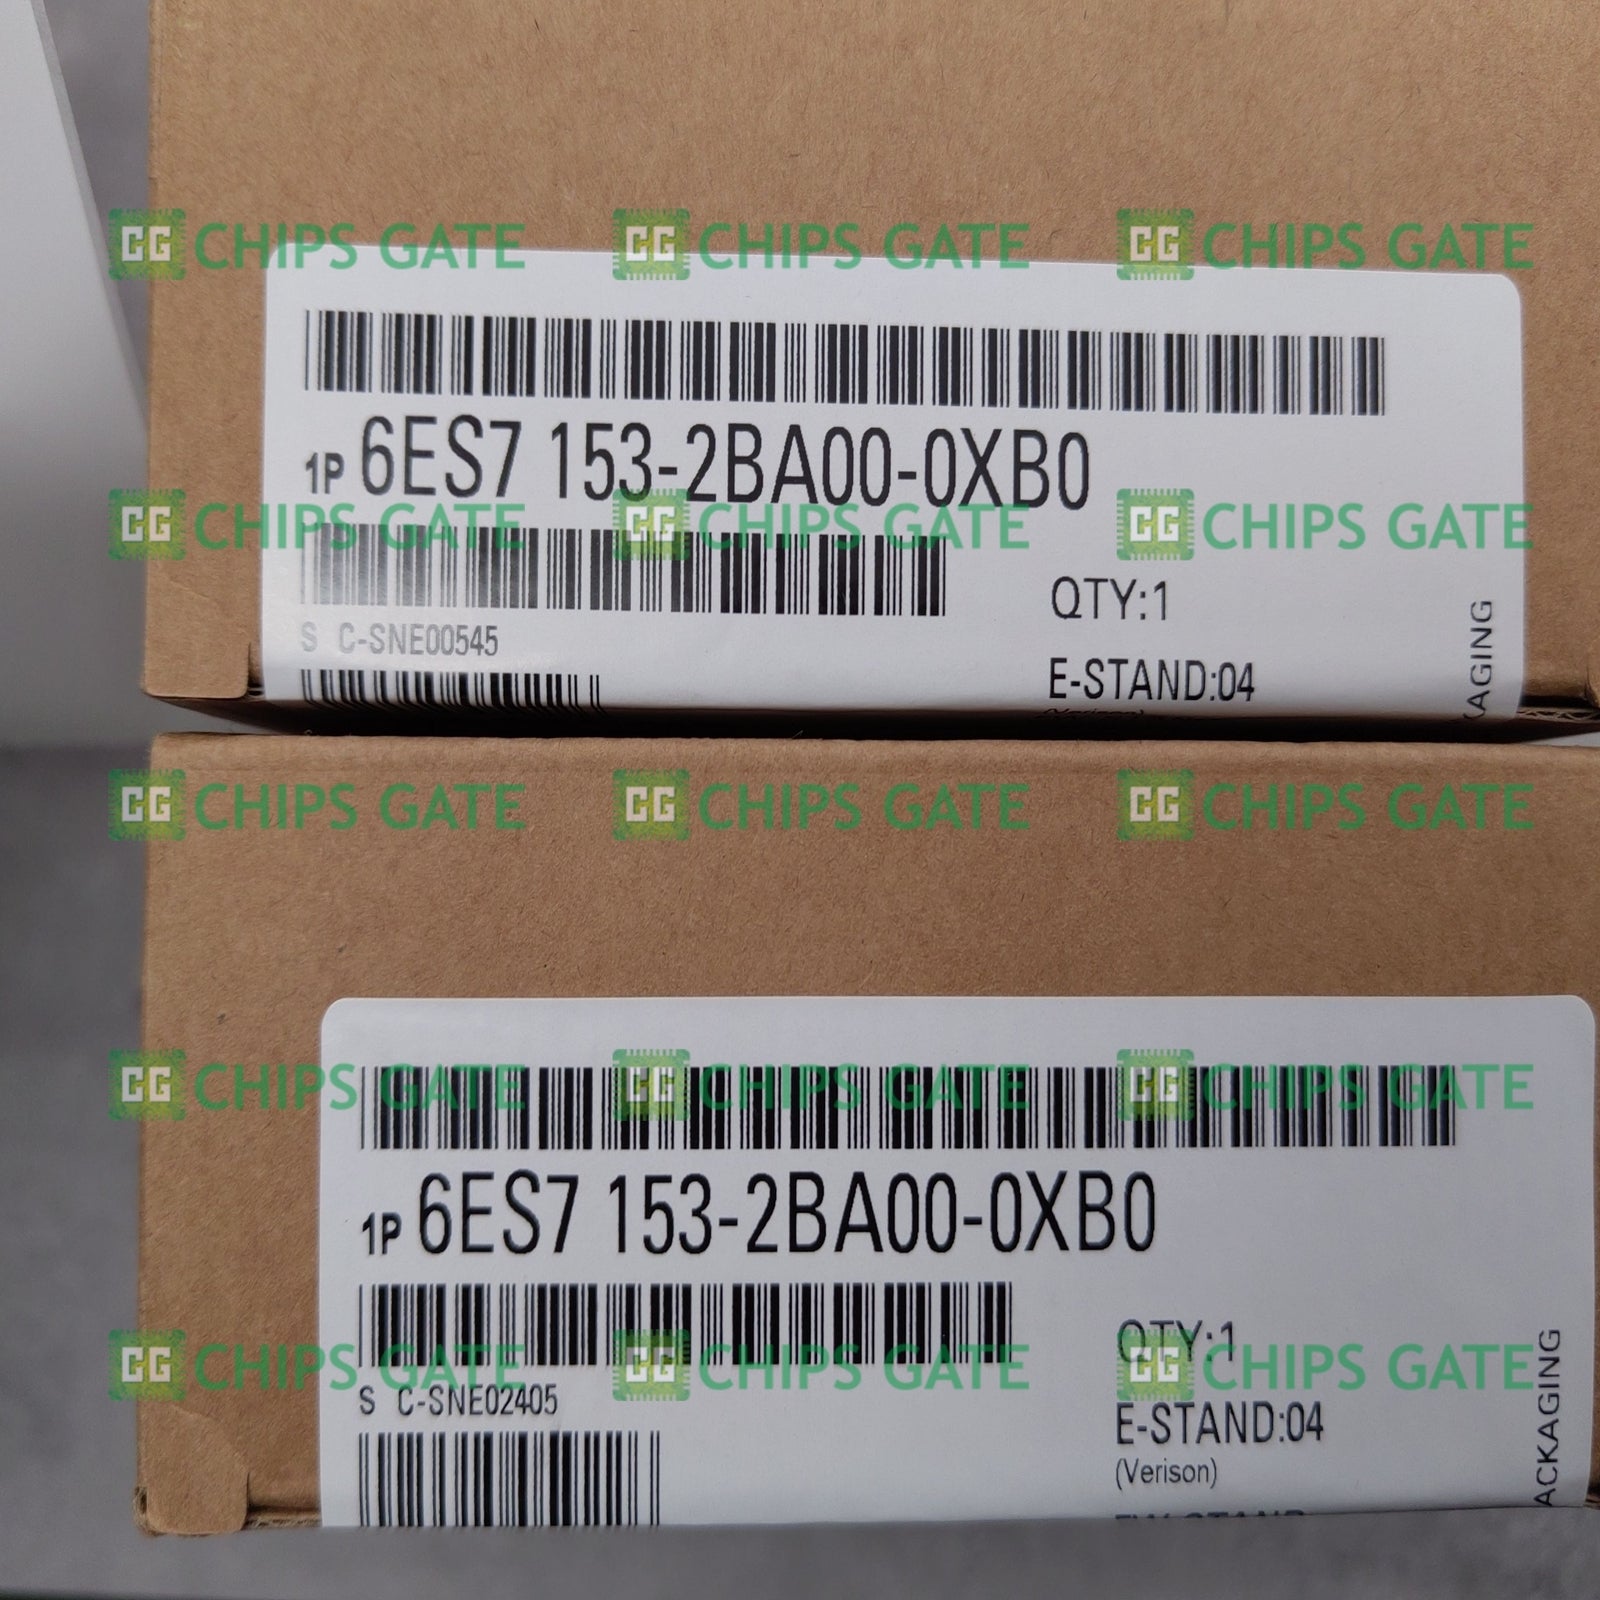 CG CHIPS GATE CG CHIPS GATE CG CHIPS GATE
1P 6ES7 153-2BA00-0XB0
CG CHIPS GATE CG CHIPS GATE CG CHIPS GATE
QTY:1
S C-SNE00545
E-STAND:04
(Verison)
KAGING
CG CHIPS GATE CG CHIPS GATE CG CHIPS GATE
CG CHIPS GATE CG CHIPS GATE CG CHIPS GATE
1P 6ES7 153-2BA00-0XB0
QTY:1
CG CHIPS GATE CG CHIPS GATE CG CHIPS GATE
S C-SNE02405
E-STAND:04
(Verison)
ACKAGING